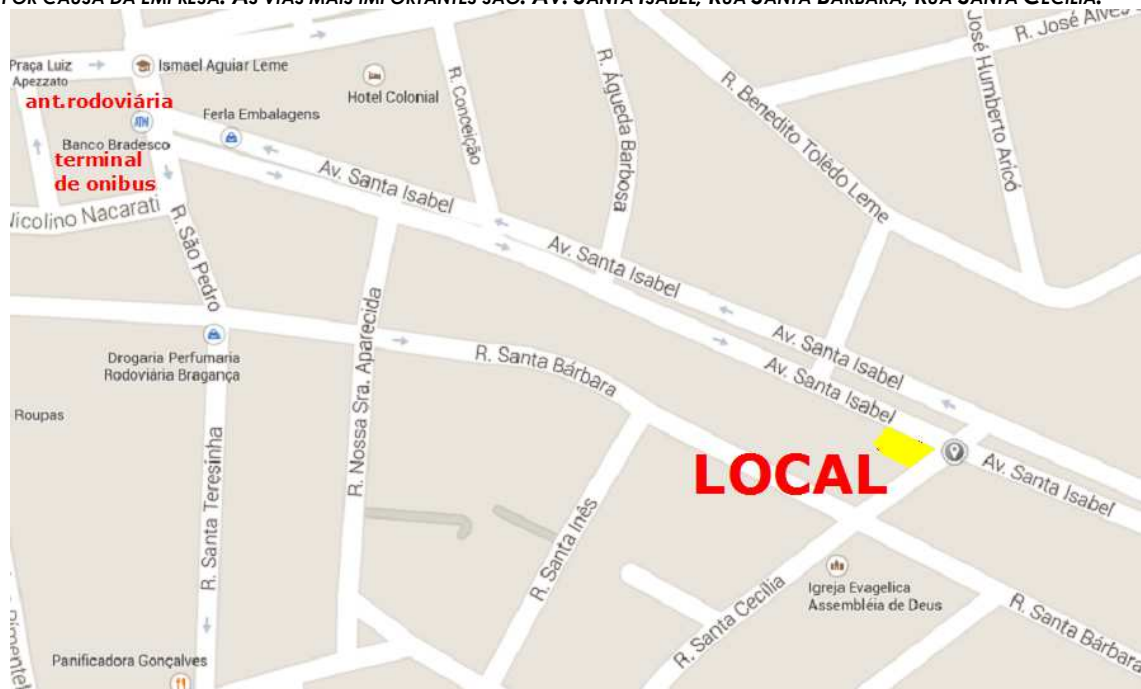 POR CAUSA DA EMPRESA. AS VIAS MAIS IMPORTANTES SÃO: AV. SANTA ISABEL, RUA SANTA BÁRBARA, RUA SANTA CECÍLIA.
R. José Alves
José Humberto Aricó
Praça Luiz
Apezzato
Ismael Aguiar Leme
Hotel Colonial
R. Conceição
R. Águeda Barbosa
R. Benedito Tolêdo Leme
ant.rodoviária
ATM
Ferla Embalagens
Banco Bradesco
terminal
de onibus
Av. Santa Isabel
Nicolino Nacarati
R. São Pedro
Av. Santa Isabel
R. Nossa Sra. Aparecida
Av. Santa Isabel
Av. Santa Isabel
Drogaria Perfumaria
Rodoviária Bragança
R. Santa Bárbara
Roupas
R. Santa Teresinha
LOCAL
Av. Santa Isabel
R. Santa Inês
Igreja Evagelica
Assembléia de Deus
R. Santa Cecília
R. Santa Bárbara
Pimentel
Panificadora Gonçalves